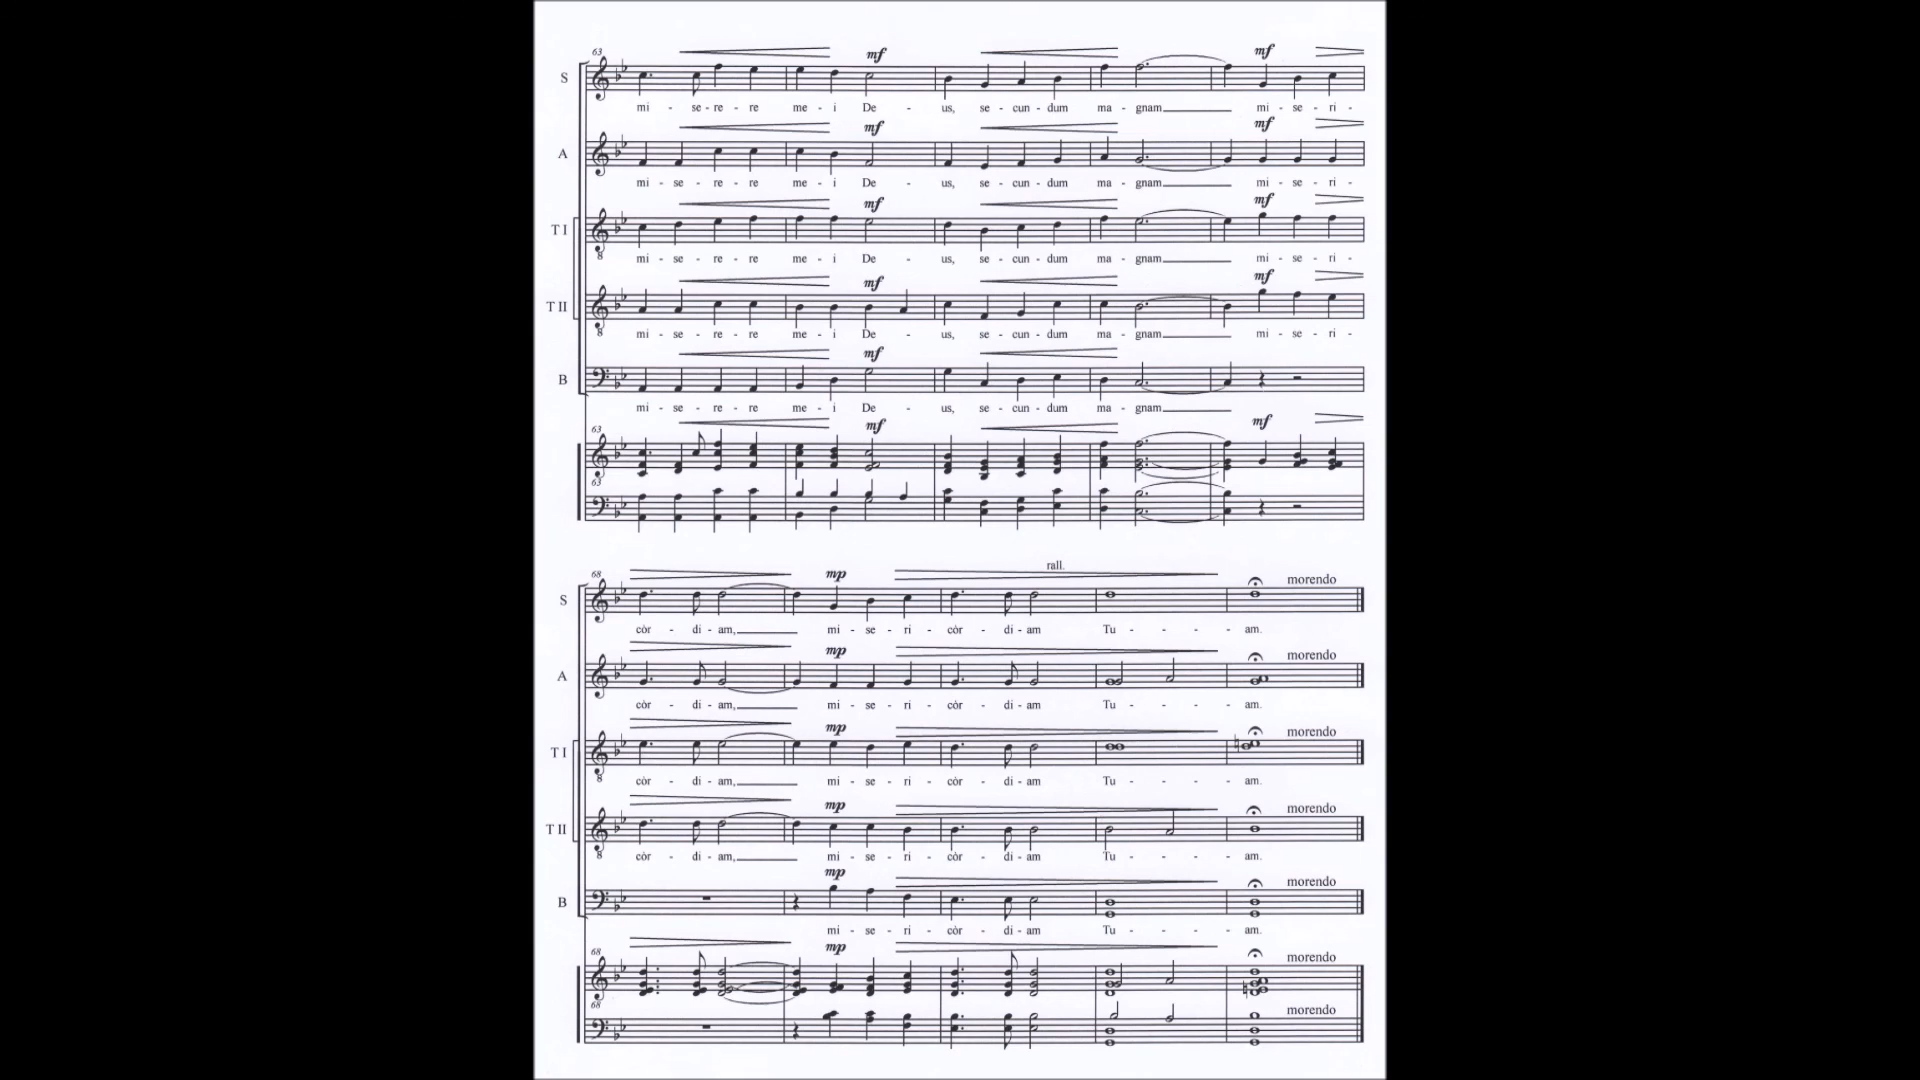 63 mf mf
S
mi - se - re - re me - i De - us, se - cun - dum ma - gnam mi - se - ri -
mf mf
A
mi - se - re - re me - i De - us, se - cun - dum ma - gnam mi - se - ri -
mf mf
T I
8
mi - se - re - re me - i De - us, se - cun - dum ma - gnam mi - se - ri -
mf mf
T II
8
mi - se - re - re me - i De - us, se - cun - dum ma - gnam mi - se - ri -
mf
B
mi - se - re - re me - i De - us, se - cun - dum ma - gnam
63 mf mf
63
68 mp rall. morendo
S
còr - di - am, mi - se - ri - còr - di - am Tu - - - am.
mp morendo
A
còr - di - am, mi - se - ri - còr - di - am Tu - - - am.
mp morendo
T I
8
còr - di - am, mi - se - ri - còr - di - am Tu - - - am.
mp morendo
T II
8
còr - di - am, mi - se - ri - còr - di - am Tu - - - am.
mp morendo
B
mi - se - ri - còr - di - am Tu - - - am.
68 mp morendo
68 morendo